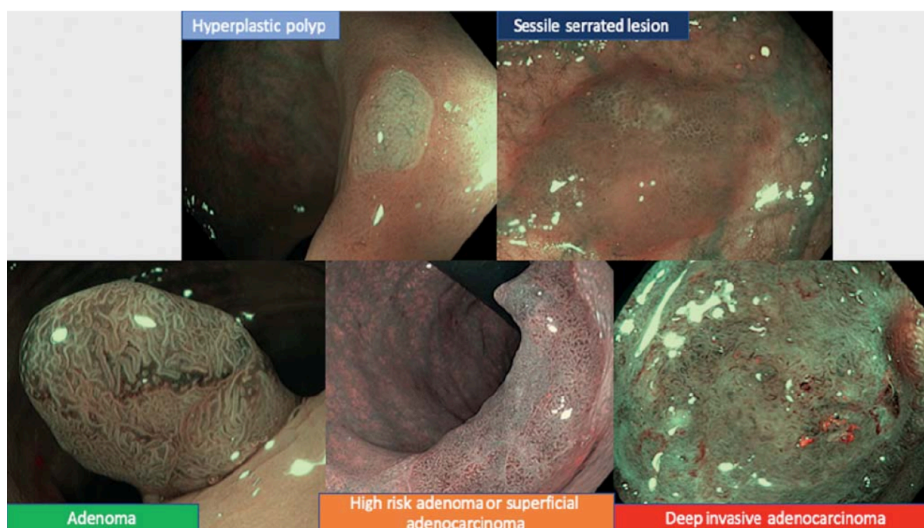 Hyperplastic polyp
Sessile serrated lesion
Adenoma
High risk adenoma or superficial
adenocarcinoma
Deep invasive adenocarcinoma